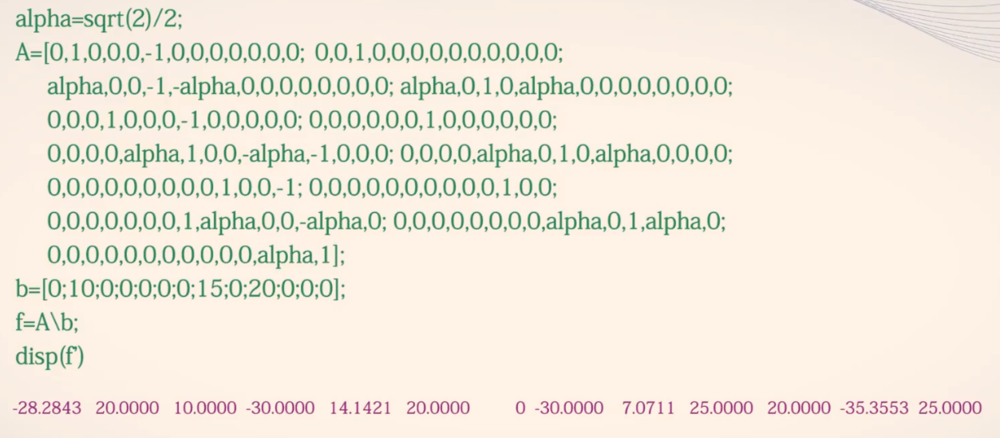 alpha=sqrt(2)/2;
A=[0,1,0,0,0,-1,0,0,0,0,0,0,0; 0,0,1,0,0,0,0,0,0,0,0,0,0;
alpha,0,0,-1,-alpha,0,0,0,0,0,0,0,0; alpha,0,1,0,alpha,0,0,0,0,0,0,0,0;
0,0,0,1,0,0,0,-1,0,0,0,0,0; 0,0,0,0,0,0,1,0,0,0,0,0,0;
0,0,0,0,alpha,1,0,0,-alpha,-1,0,0,0; 0,0,0,0,alpha,0,1,0,alpha,0,0,0,0;
0,0,0,0,0,0,0,0,0,1,0,0,-1; 0,0,0,0,0,0,0,0,0,0,1,0,0;
0,0,0,0,0,0,0,1,alpha,0,0,-alpha,0; 0,0,0,0,0,0,0,0,alpha,0,1,alpha,0;
0,0,0,0,0,0,0,0,0,0,0,alpha,1];
b=[0;10;0;0;0;0;0;15;0;20;0;0;0];
f=A\b;
disp(f')
-28.2843 20.0000 10.0000 -30.0000 14.1421 20.0000 0 -30.0000 7.0711 25.0000 20.0000 -35.3553 25.0000